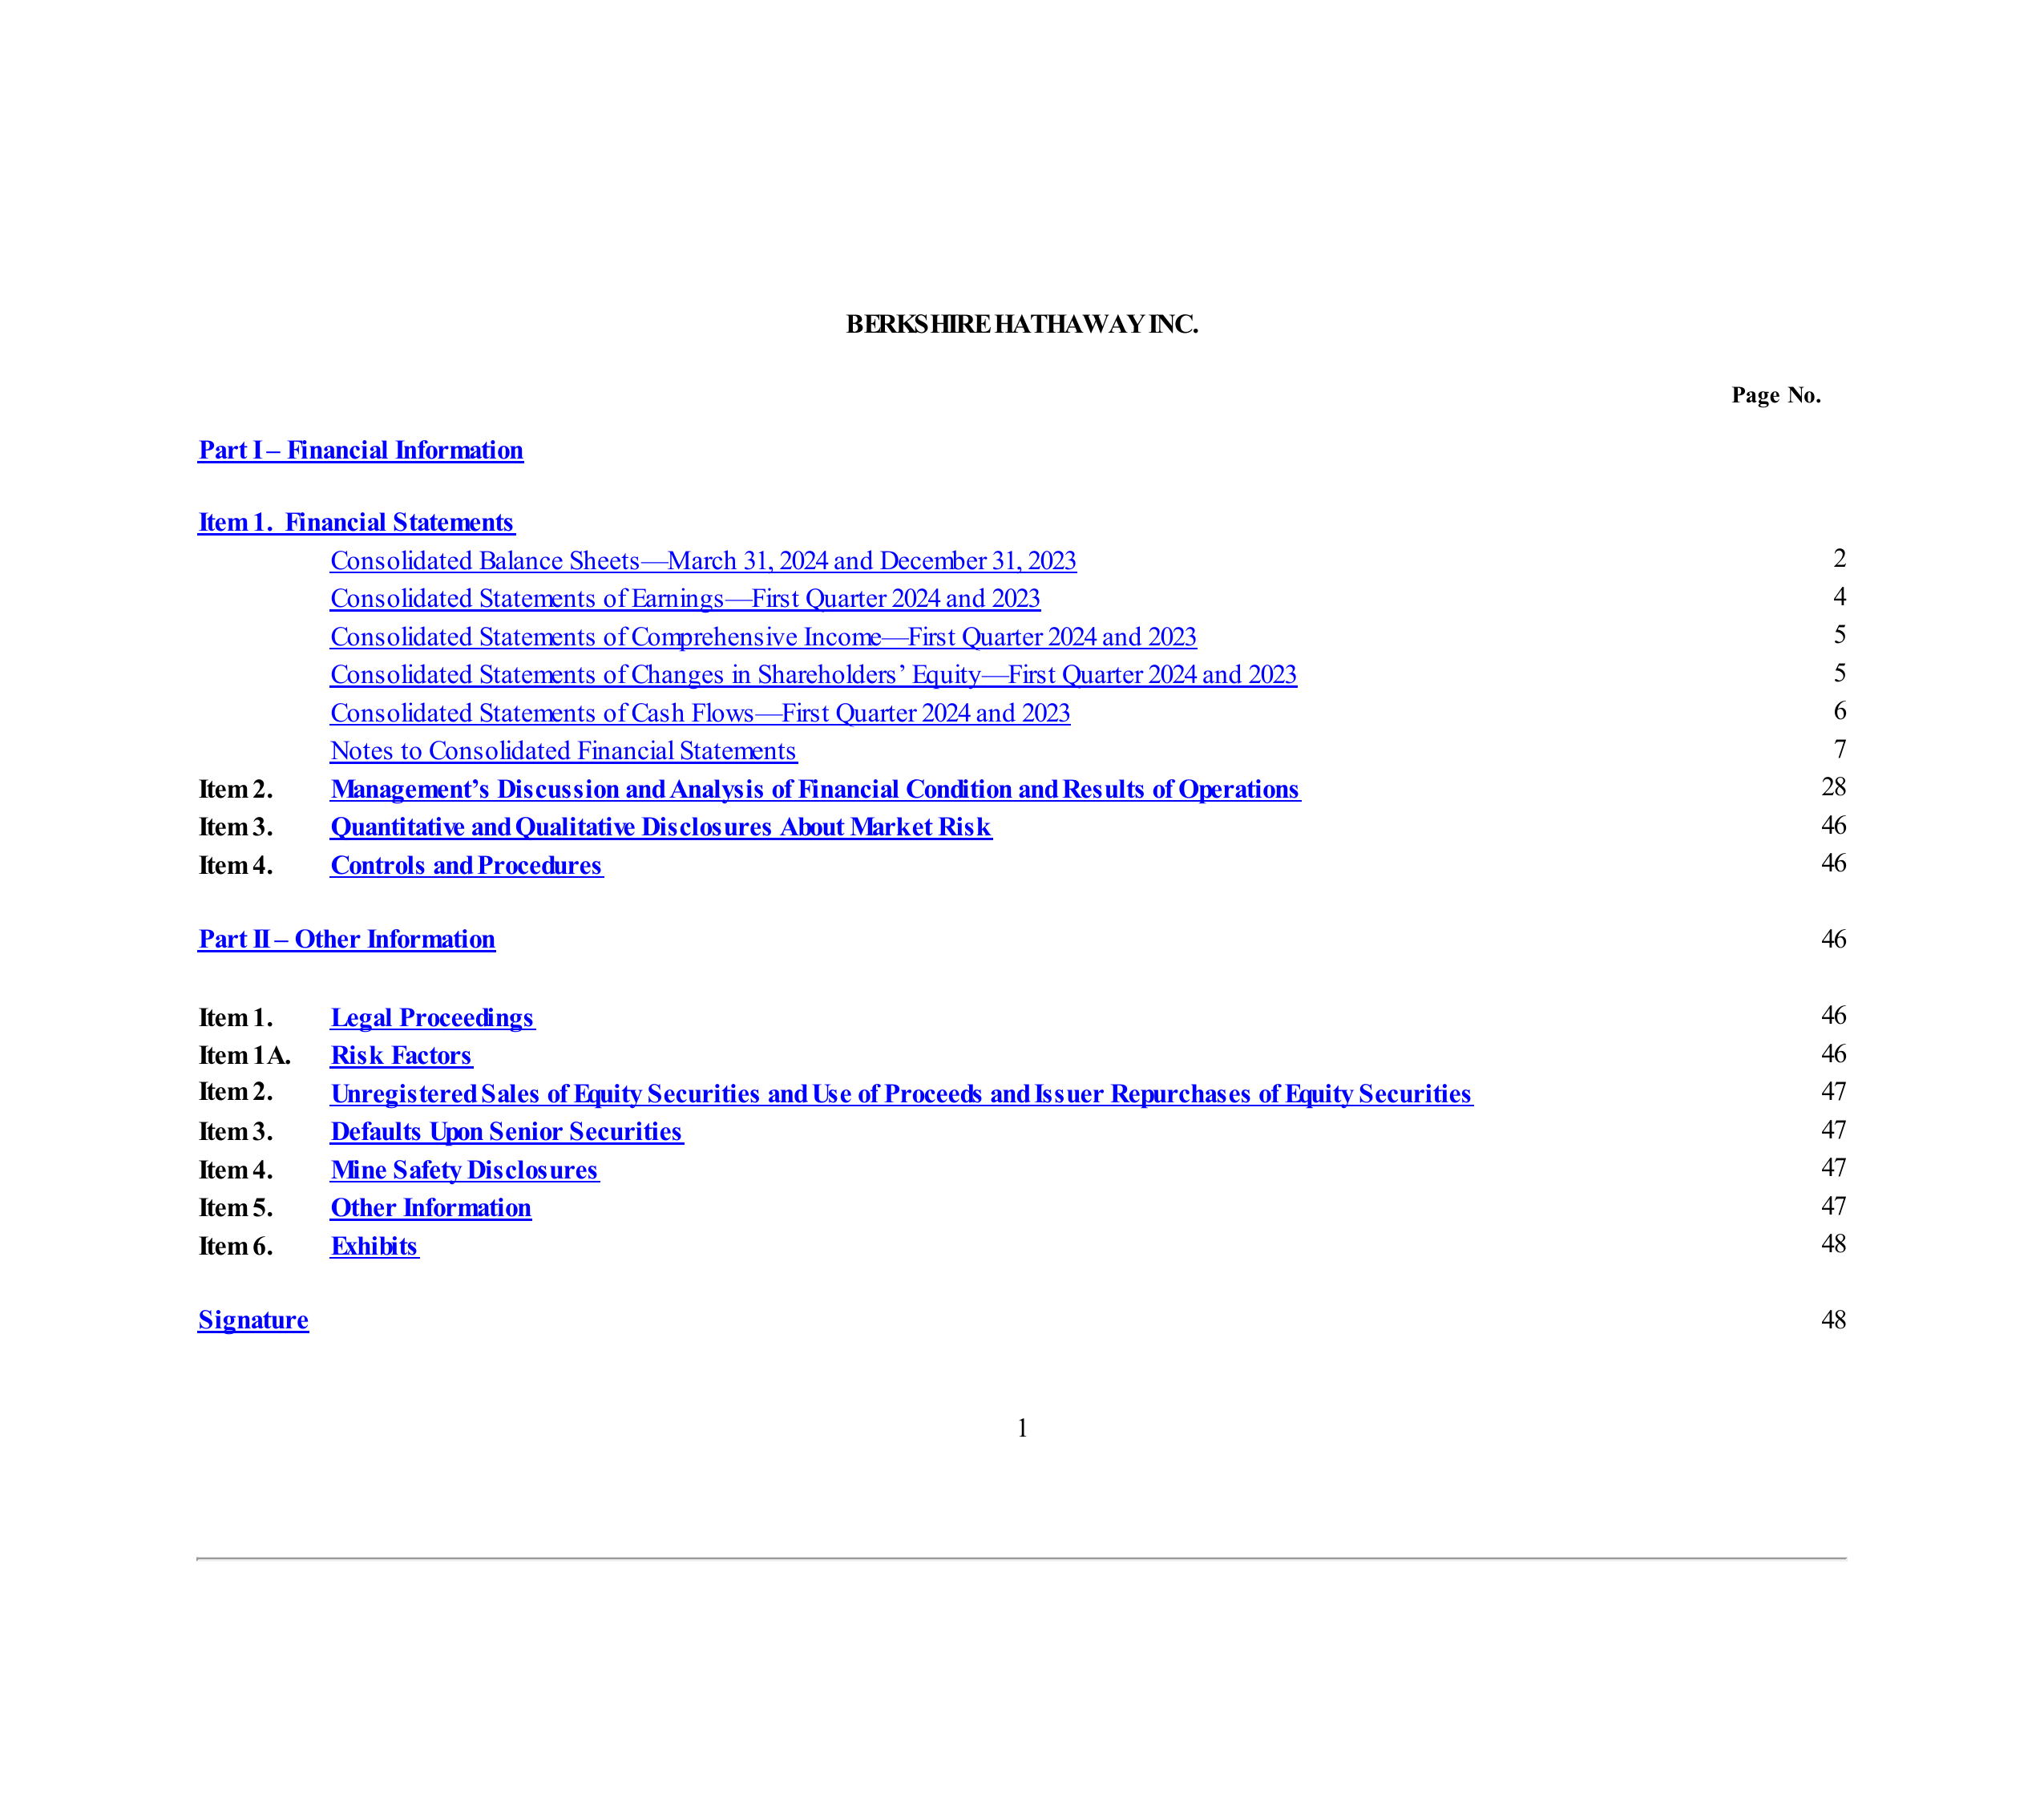 BERKSHIRE HATHAWAY INC.
Page No.
Part I – Financial Information
Item 1. Financial Statements
Consolidated Balance Sheets—March 31, 2024 and December 31, 2023 2
Consolidated Statements of Earnings—First Quarter 2024 and 2023 4
Consolidated Statements of Comprehensive Income—First Quarter 2024 and 2023 5
Consolidated Statements of Changes in Shareholders’ Equity—First Quarter 2024 and 2023 5
Consolidated Statements of Cash Flows—First Quarter 2024 and 2023 6
Notes to Consolidated Financial Statements 7
Item 2. Management’s Discussion and Analysis of Financial Condition and Results of Operations 28
Item 3. Quantitative and Qualitative Disclosures About Market Risk 46
Item 4. Controls and Procedures 46
Part II – Other Information 46
Item 1. Legal Proceedings 46
Item 1A. Risk Factors 46
Item 2. Unregistered Sales of Equity Securities and Use of Proceeds and Issuer Repurchases of Equity Securities 47
Item 3. Defaults Upon Senior Securities 47
Item 4. Mine Safety Disclosures 47
Item 5. Other Information 47
Item 6. Exhibits 48
Signature 48
1